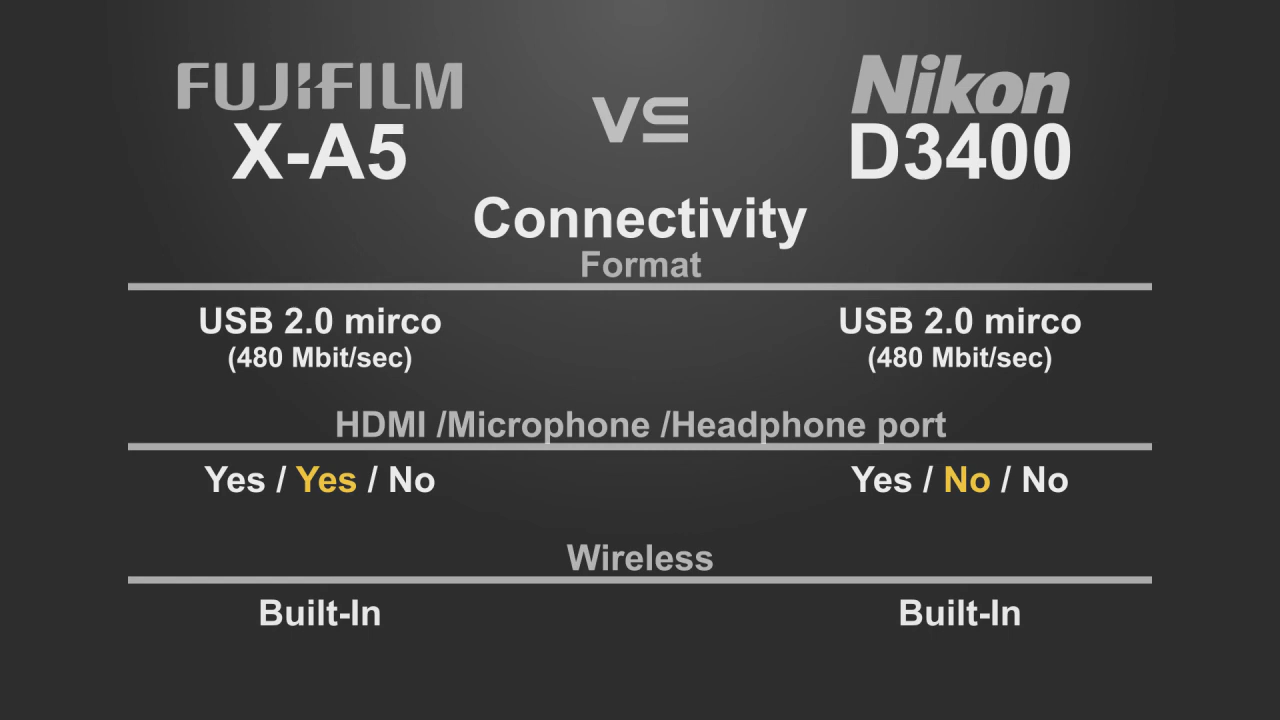 FUJIFILM VS Nikon
X-A5 D3400
Connectivity
Format
USB 2.0 mirco USB 2.0 mirco
(480 Mbit/sec) (480 Mbit/sec)
HDMI /Microphone /Headphone port
Yes / Yes / No Yes / No / No
Wireless
Built-In Built-In